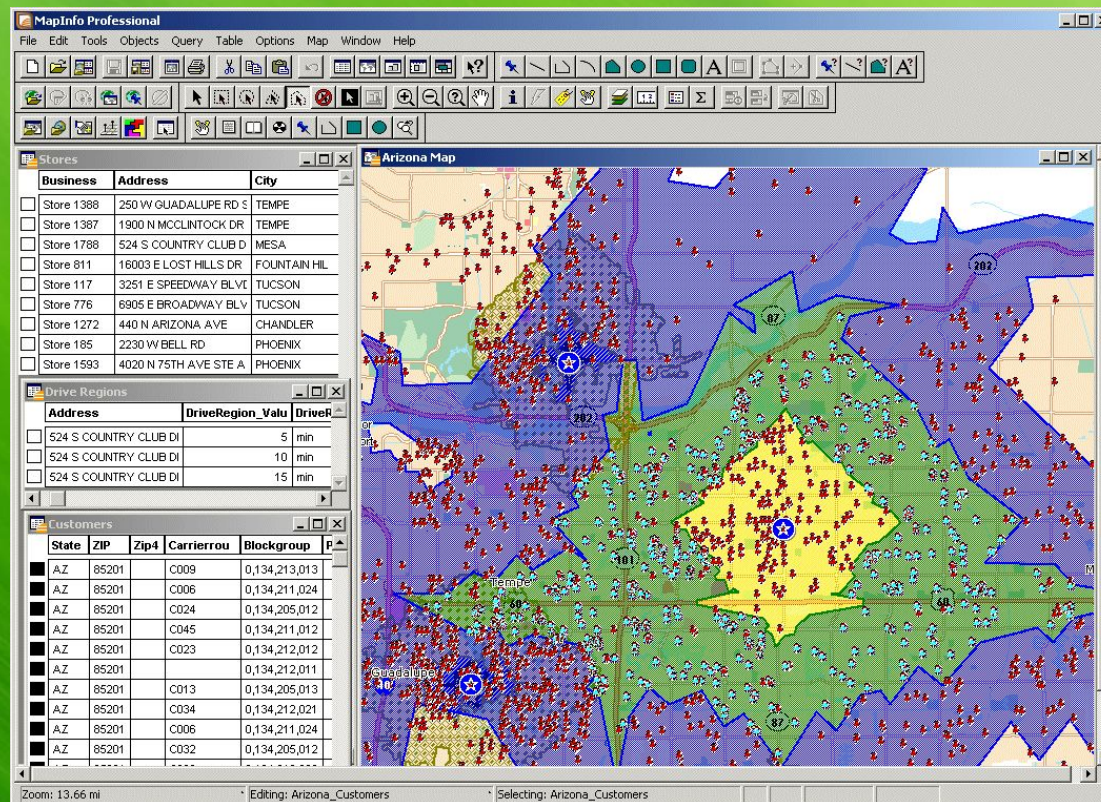 MapInfo Professional
File Edit Tools Objects Query Table Options Map Window Help
Stores
Business Address City
Store 1388 250 W GUADALUPE RD S TEMPE
Store 1387 1900 N MCCLINTOCK DR TEMPE
Store 1788 524 S COUNTRY CLUB D MESA
Store 811 16003 E LOST HILLS DR FOUNTAIN HIL
Store 117 3251 E SPEEDWAY BLVD TUCSON
Store 776 6905 E BROADWAY BLV TUCSON
Store 1272 440 N ARIZONA AVE CHANDLER
Store 185 2230 W BELL RD PHOENIX
Store 1593 4020 N 75TH AVE STE A PHOENIX
Drive Regions
Address DriveRegion_Valu DriveR
524 S COUNTRY CLUB DI 5 min
524 S COUNTRY CLUB DI 10 min
524 S COUNTRY CLUB DI 15 min
Customers
State ZIP Zip4 Carrierrou Blockgroup P
AZ 85201 C009 0,134,213,013
AZ 85201 C006 0,134,211,024
AZ 85201 C024 0,134,205,012
AZ 85201 C045 0,134,211,012
AZ 85201 C023 0,134,212,012
AZ 85201 0,134,212,011
AZ 85201 C013 0,134,205,013
AZ 85201 C034 0,134,212,021
AZ 85201 C006 0,134,211,024
AZ 85201 C032 0,134,205,012
Arizona Map
202
87
202
101
Tempe
60
60
Guadalupe
10
87
M
Zoom: 13.66 mi
Editing: Arizona_Customers
Selecting: Arizona_Customers